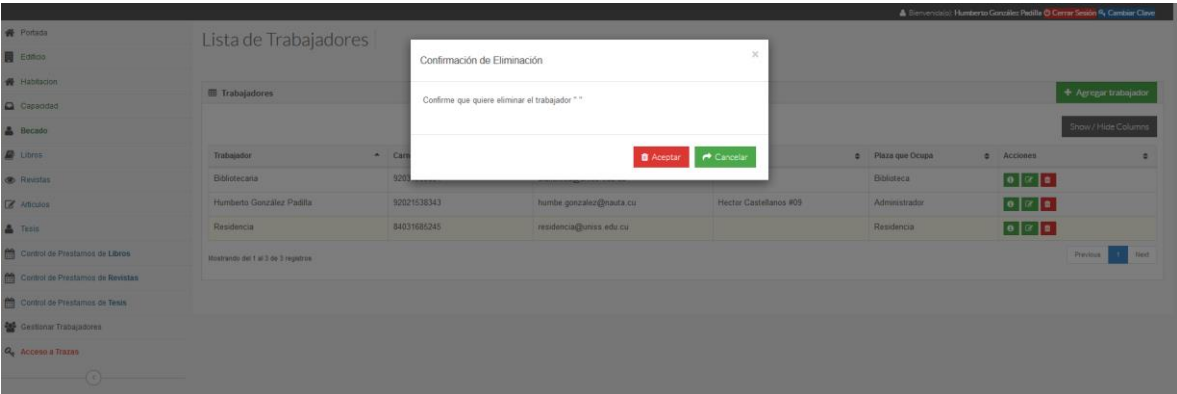 Bienvenido(a) Humberto González Padilla Cerrar Sesión Cambiar Clave
Portada
Edificio
Habitacion
Capacidad
Becado
Libros
Revistas
Articulos
Tesis
Control de Prestamos de Libros
Control de Prestamos de Revistas
Control de Prestamos de Tesis
Gestionar Trabajadores
Acceso a Trazas
Lista de Trabajadores
Confirmación de Eliminación ×
Confirme que quiere eliminar el trabajador " "
Aceptar Cancelar
Trabajadores
+ Agregar trabajador
Show / Hide Columns
Trabajador Plaza que Ocupa Acciones
Bibliotecaria Biblioteca
Humberto González Padilla 92021538343 humbe.gonzalez@nauta.cu Hector Castellanos #09 Administrador
Residencia 84031685245 residencia@uniss.edu.cu Residencia
Mostrando del 1 al 3 de 3 registros
Previous 1 Next